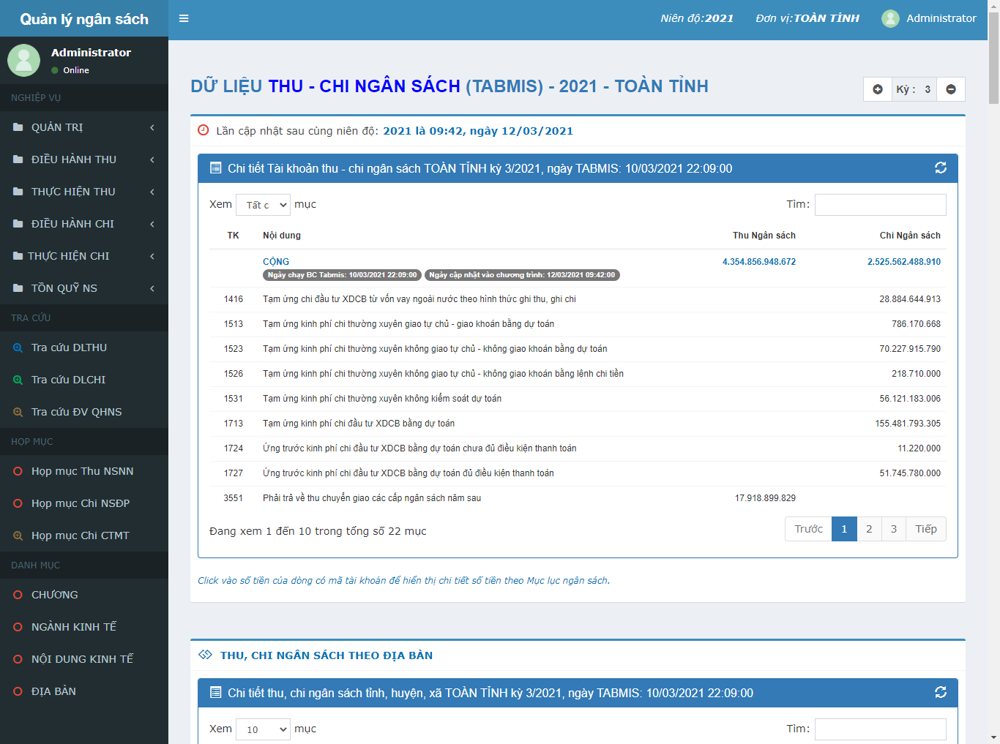 Quản lý ngân sách
Niên độ:2021 Đơn vị:TOÀN TỈNH Administrator
Administrator
Online
NGHIỆP VỤ
QUẢN TRỊ
ĐIỀU HÀNH THU
THỰC HIỆN THU
ĐIỀU HÀNH CHI
THỰC HIỆN CHI
TỒN QUỸ NS
TRA CỨU
Tra cứu DLTHU
Tra cứu DLCHI
Tra cứu ĐV QHNS
HỌP MỤC
Họp mục Thu NSNN
Họp mục Chi NSĐP
Họp mục Chi CTMT
DANH MỤC
CHƯƠNG
NGÀNH KINH TẾ
NỘI DUNG KINH TẾ
ĐỊA BÀN
DỮ LIỆU THU - CHI NGÂN SÁCH (TABMIS) - 2021 - TOÀN TỈNH
Kỳ : 3
Lần cập nhật sau cùng niên độ: 2021 là 09:42, ngày 12/03/2021
Chi tiết Tài khoản thu - chi ngân sách TOÀN TỈNH kỳ 3/2021, ngày TABMIS: 10/03/2021 22:09:00
Xem Tất c mục Tìm:
TK Nội dung Thu Ngân sách Chi Ngân sách
CỘNG 4.354.856.948.672 2.525.562.488.910
Ngày chạy BC Tabmis: 10/03/2021 22:09:00 Ngày cập nhật vào chương trình: 12/03/2021 09:42:00
1416 Tạm ứng chi đầu tư XDCB từ vốn vay ngoài nước theo hình thức ghi thu, ghi chi 28.884.644.913
1513 Tạm ứng kinh phí chi thường xuyên giao tự chủ - giao khoán bằng dự toán 786.170.668
1523 Tạm ứng kinh phí chi thường xuyên không giao tự chủ - không giao khoán bằng dự toán 70.227.915.790
1526 Tạm ứng kinh phí chi thường xuyên không giao tự chủ - không giao khoán bằng lệnh chi tiền 218.710.000
1531 Tạm ứng kinh phí chi thường xuyên không kiểm soát dự toán 56.121.183.006
1713 Tạm ứng kinh phí chi đầu tư XDCB bằng dự toán 155.481.793.305
1724 Ứng trước kinh phí chi đầu tư XDCB bằng dự toán chưa đủ điều kiện thanh toán 11.220.000
1727 Ứng trước kinh phí chi đầu tư XDCB bằng dự toán đủ điều kiện thanh toán 51.745.780.000
3551 Phải trả về thu chuyển giao các cấp ngân sách năm sau 17.918.899.829
Đang xem 1 đến 10 trong tổng số 22 mục Trước 1 2 3 Tiếp
Click vào số tiền của dòng có mã tài khoản để hiển thị chi tiết số tiền theo Mục lục ngân sách.
THU, CHI NGÂN SÁCH THEO ĐỊA BÀN
Chi tiết thu, chi ngân sách tỉnh, huyện, xã TOÀN TỈNH kỳ 3/2021, ngày TABMIS: 10/03/2021 22:09:00
Xem 10 mục Tìm: